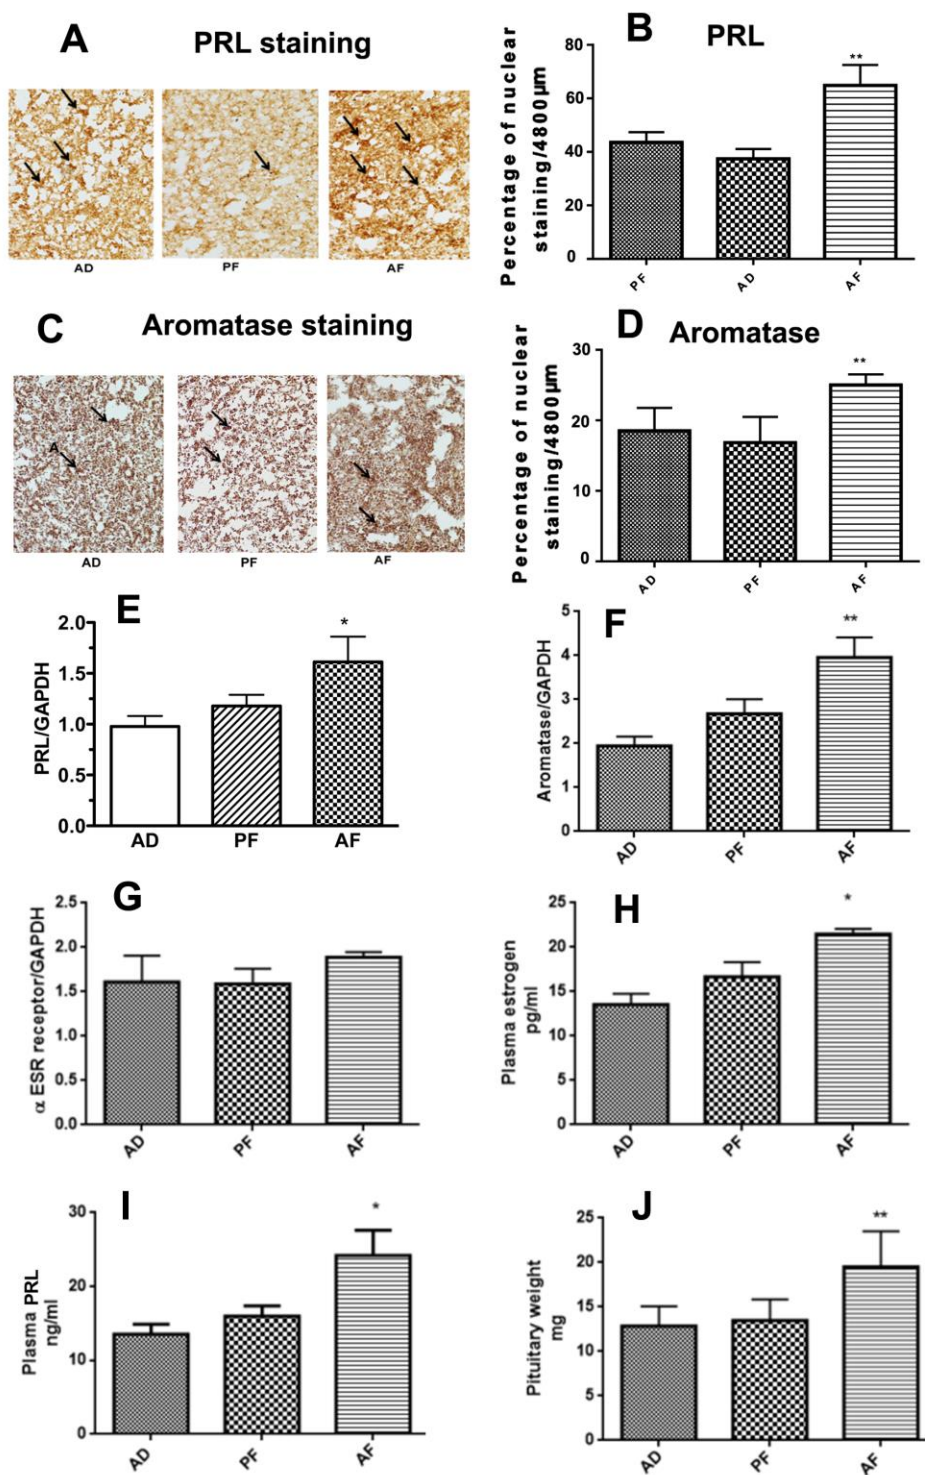 A
PRL staining
AD
PF
AF
B
PRL
Percentage of nuclear
staining/4800µm
80
60
40
20
0
PF
AD
AF
**
C
Aromatase staining
A
AD
PF
AF
D
Aromatase
Percentage of nuclear
staining/4800µm
30
20
10
0
AD
PF
AF
**
E
PRL/GAPDH
2.0
1.5
1.0
0.5
0.0
AD
PF
AF
*
F
Aromatase/GAPDH
5
4
3
2
1
0
AD
PF
AF
**
G
α ESR receptor/GAPDH
2.5
2.0
1.5
1.0
0.5
0.0
AD
PF
AF
H
Plasma estrogen
pg/ml
25
20
15
10
5
0
AD
PF
AF
*
I
Plasma PRL
ng/ml
30
20
10
0
AD
PF
AF
*
J
Pituitary weight
mg
25
20
15
10
5
0
AD
PF
AF
**